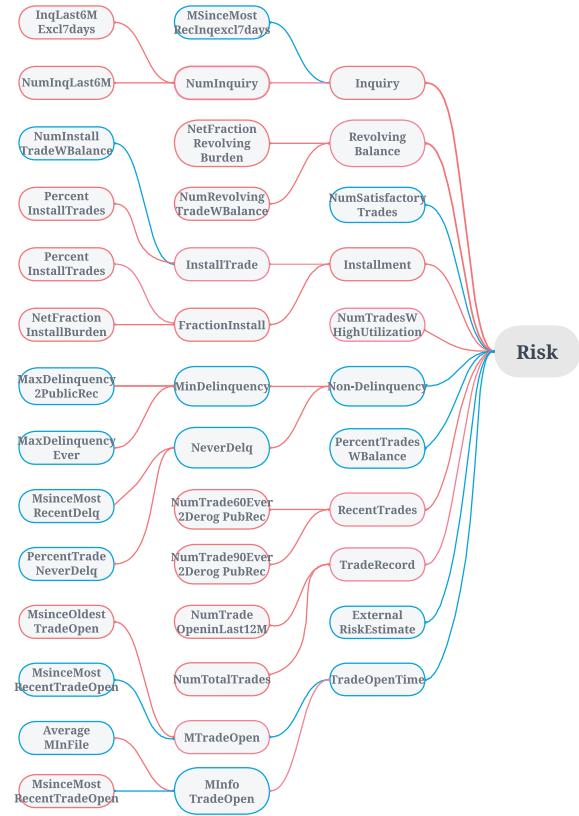 InqLast6M
Excl7days
MSinceMost
RecInqexcl7days
NumInqLast6M
NumInquiry
Inquiry
NumInstall
TradeWBalance
NetFraction
Revolving
Burden
Revolving
Balance
Percent
InstallTrades
NumRevolving
TradeWBalance
NumSatisfactory
Trades
Percent
InstallTrades
InstallTrade
Installment
NetFraction
InstallBurden
FractionInstall
NumTradesW
HighUtilization
Risk
MaxDelinquency
2PublicRec
MinDelinquency
Non-Delinquency
MaxDelinquency
Ever
NeverDelq
PercentTrades
WBalance
MsinceMost
RecentDelq
NumTrade60Ever
2Derog PubRec
RecentTrades
PercentTrade
NeverDelq
NumTrade90Ever
2Derog PubRec
TradeRecord
MsinceOldest
TradeOpen
NumTrade
OpeninLast12M
External
RiskEstimate
MsinceMost
RecentTradeOpen
NumTotalTrades
TradeOpenTime
Average
MInFile
MTradeOpen
MsinceMost
RecentTradeOpen
MInfo
TradeOpen